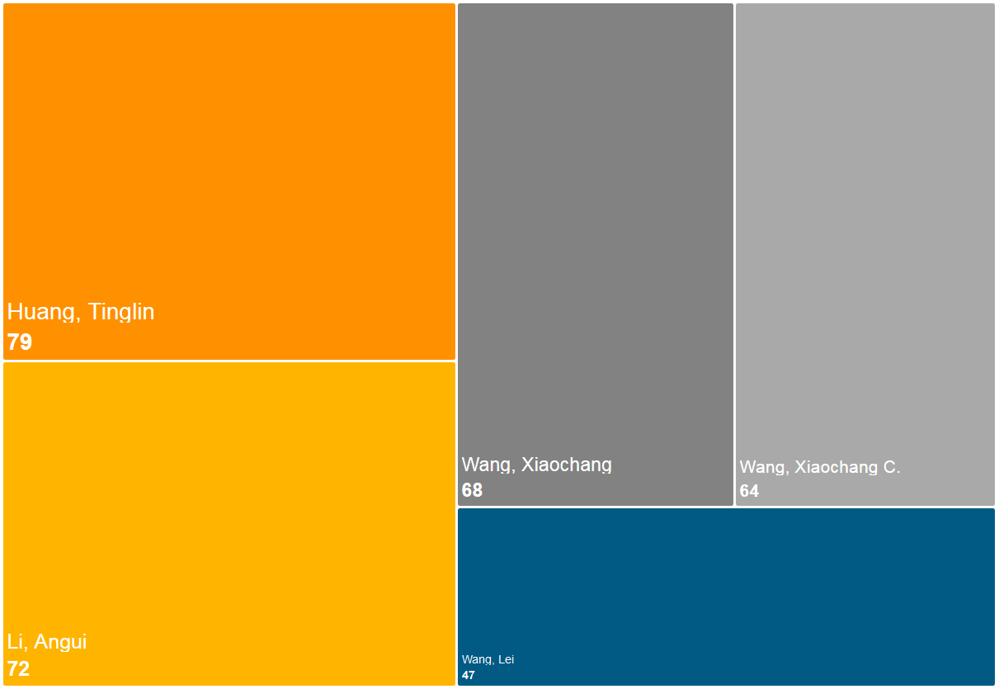 Huang, Tinglin
79
Li, Angui
72
Wang, Xiaochang
68
Wang, Xiaochang C.
64
Wang, Lei
47